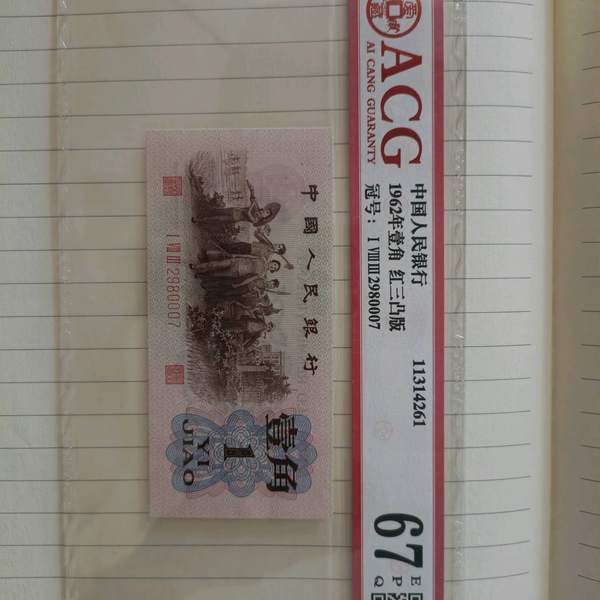 ACG
AI CANG GUARANTY
中国人民银行
1962年壹角 红三凸版
冠号: I VIII III 2980007
11314261
67
E
P
Q
中國人民銀行
I VIII III 2980007
壹角
1
YI
JIAO